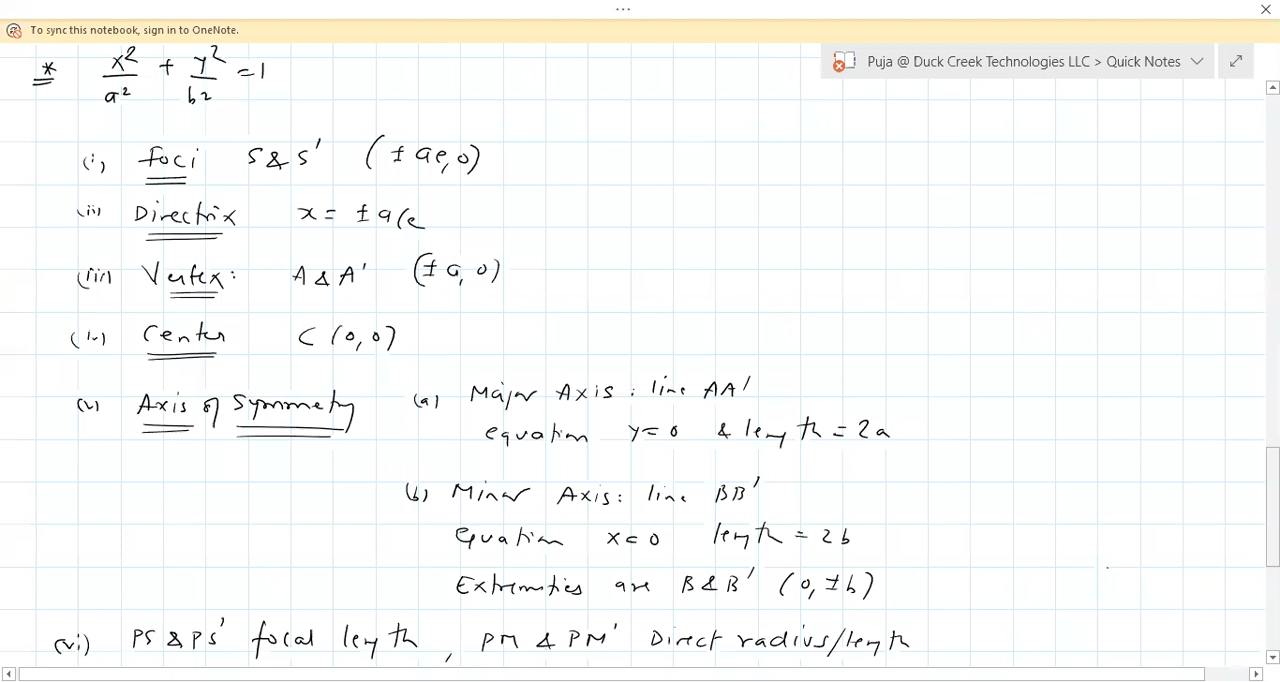 ...
To sync this notebook, sign in to OneNote.
Puja @ Duck Creek Technologies LLC > Quick Notes
* x²/a² + y²/b² = 1
(i) foci S & S' (± ae, 0)
(ii) Directrix x = ± a/e
(iii) Vertex: A & A' (± a, 0)
(iv) Center C (0, 0)
(v) Axis of Symmetry (a) Major Axis: line AA'
equation y = 0 & length = 2a
(b) Minor Axis: line BB'
Equation x = 0 length = 2b
Extremities are B & B' (0, ± b)
(vi) PS & PS' focal length, PM & PM' Direct radius/length